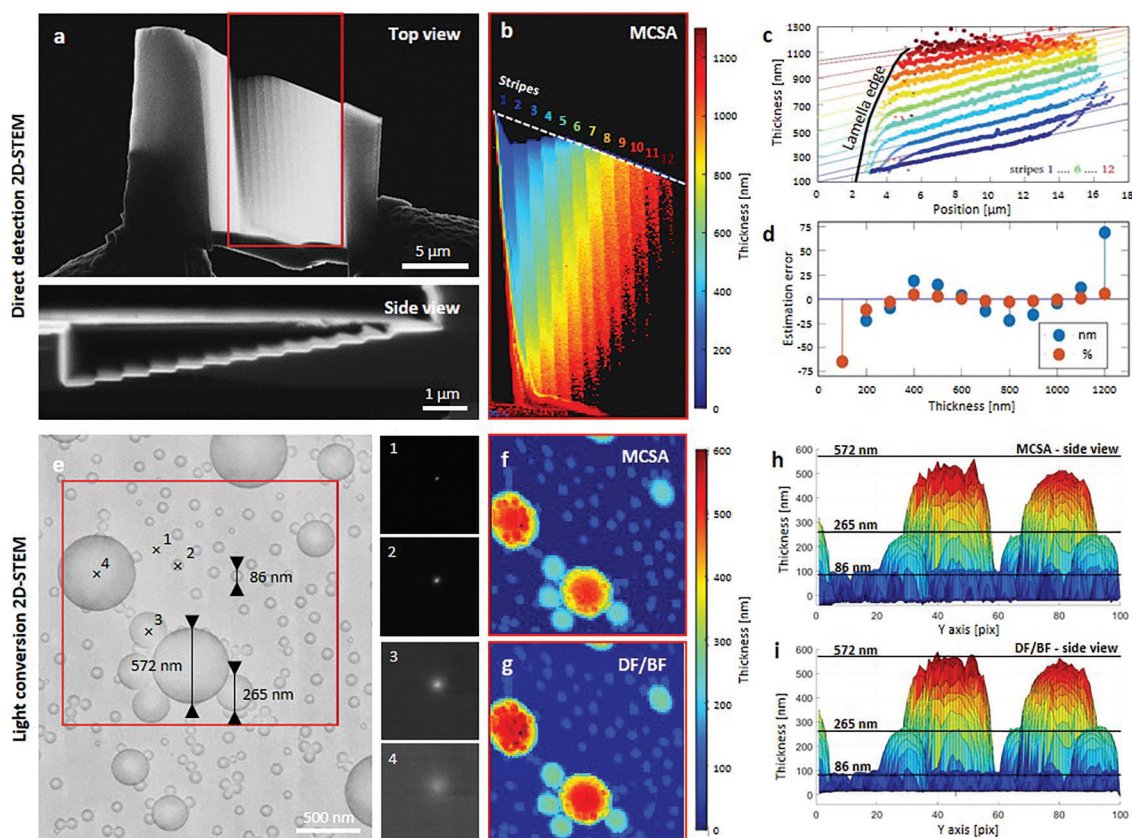 Direct detection 2D-STEM
a
Top view
5 µm
Side view
1 µm
b
MCSA
Stripes
1 2 3 4 5 6 7 8 9 10 11 12
1200
1000
800
600
400
200
0
Thickness [nm]
c
1300
1100
900
700
500
300
100
Thickness [nm]
Lamella edge
stripes 1 .... 6 .... 12
0 2 4 6 8 10 12 14 16 18
Position [µm]
d
75
50
25
0
-25
-50
-75
Estimation error
nm
%
0 200 400 600 800 1000 1200
Thickness [nm]
Light conversion 2D-STEM
e
1
2
4
86 nm
3
572 nm
265 nm
500 nm
1
2
3
4
f
MCSA
g
DF/BF
600
500
400
300
200
100
0
Thickness [nm]
h
MCSA - side view
600
500
400
300
200
100
0
Thickness [nm]
572 nm
265 nm
86 nm
0 20 40 60 80 100
Y axis [pix]
i
DF/BF - side view
600
500
400
300
200
100
0
Thickness [nm]
572 nm
265 nm
86 nm
0 20 40 60 80 100
Y axis [pix]